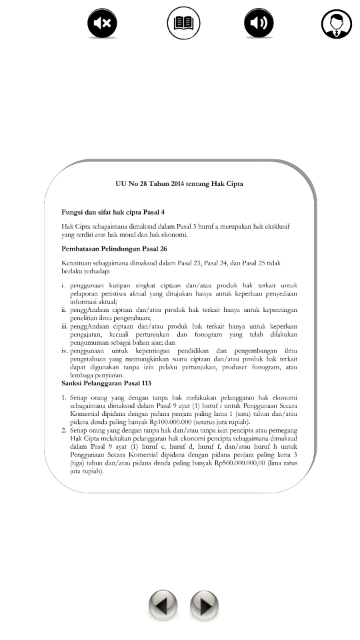 UU No 28 Tahun 2014 tentang Hak Cipta
Fungsi dan sifat hak cipta Pasal 4
Hak Cipta sebagaimana dimaksud dalam Pasal 3 huruf a merupakan hak eksklusif
yang terdiri atas hak moral dan hak ekonomi.
Pembatasan Pelindungan Pasal 26
Ketentuan sebagaimana dimaksud dalam Pasal 23, Pasal 24, dan Pasal 25 tidak
berlaku terhadap:
i. penggunaan kutipan singkat ciptaan dan/atau produk hak terkait untuk
pelaporan peristiwa aktual yang ditujukan hanya untuk keperluan penyediaan
informasi aktual;
ii. penggAndaan ciptaan dan/atau produk hak terkait hanya untuk kepentingan
penelitian ilmu pengetahuan;
iii. penggAndaan ciptaan dan/atau produk hak terkait hanya untuk keperluan
pengajaran, kecuali pertunjukan dan fonogram yang telah dilakukan
pengumuman sebagai bahan ajar; dan
iv. penggunaan untuk kepentingan pendidikan dan pengembangan ilmu
pengetahuan yang memungkinkan suatu ciptaan dan/atau produk hak terkait
dapat digunakan tanpa izin pelaku pertunjukan, produser fonogram, atau
lembaga penyiaran.
Sanksi Pelanggaran Pasal 113
1. Setiap orang yang dengan tanpa hak melakukan pelanggaran hak ekonomi
sebagaimana dimaksud dalam Pasal 9 ayat (1) huruf i untuk Penggunaan Secara
Komersial dipidana dengan pidana penjara paling lama 1 (satu) tahun dan/atau
pidana denda paling banyak Rp100.000.000 (seratus juta rupiah).
2. Setiap orang yang dengan tanpa hak dan/atau tanpa izin pencipta atau pemegang
Hak Cipta melakukan pelanggaran hak ekonomi pencipta sebagaimana dimaksud
dalam Pasal 9 ayat (1) huruf c, huruf d, huruf f, dan/atau huruf h untuk
Penggunaan Secara Komersial dipidana dengan pidana penjara paling lama 3
(tiga) tahun dan/atau pidana denda paling banyak Rp500.000.000,00 (lima ratus
juta rupiah).